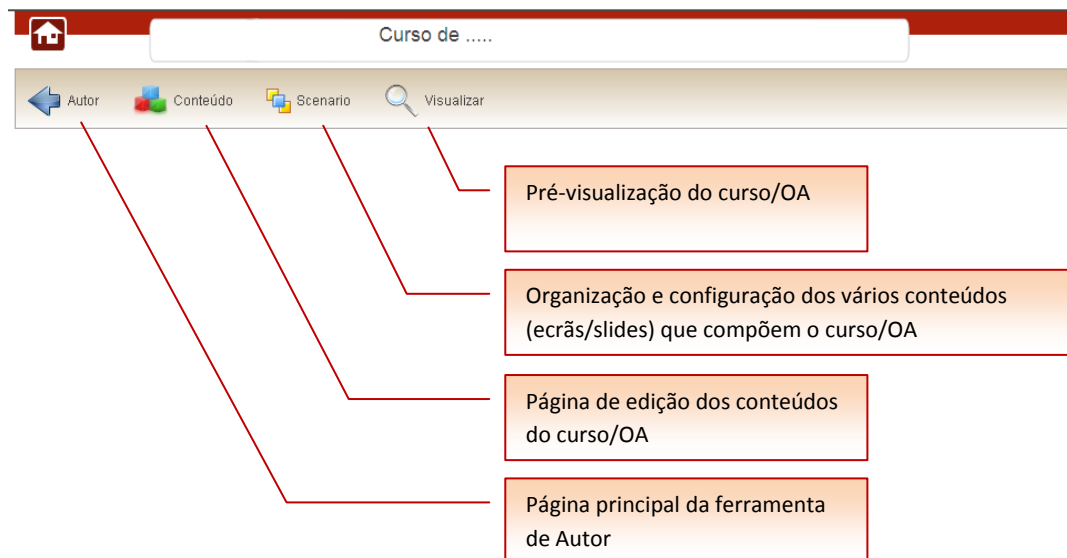 Curso de .....
Autor
Conteúdo
Scenario
Visualizar
Pré-visualização do curso/OA
Organização e configuração dos vários conteúdos
(ecrãs/slides) que compõem o curso/OA
Página de edição dos conteúdos
do curso/OA
Página principal da ferramenta
de Autor